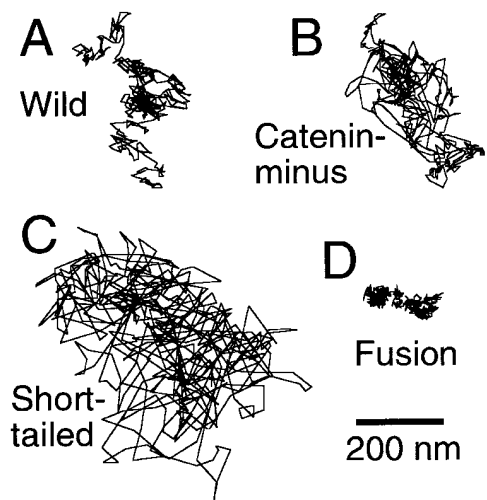 A
Wild
B
Catenin-
minus
C
Short-
tailed
D
Fusion
200 nm